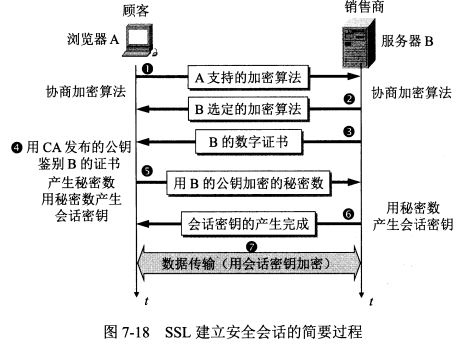 顾客
销售商
浏览器 A
服务器 B
❶
A 支持的加密算法
协商加密算法
协商加密算法
B 选定的加密算法
❷
B 的数字证书
❸
❹ 用 CA 发布的公钥
鉴别 B 的证书
❺
产生秘密数
用 B 的公钥加密的秘密数
用秘密数产生
会话密钥
会话密钥的产生完成
❻
用秘密数
产生会话密钥
❼
数据传输（用会话密钥加密）
t
t
图 7-18 SSL 建立安全会话的简要过程